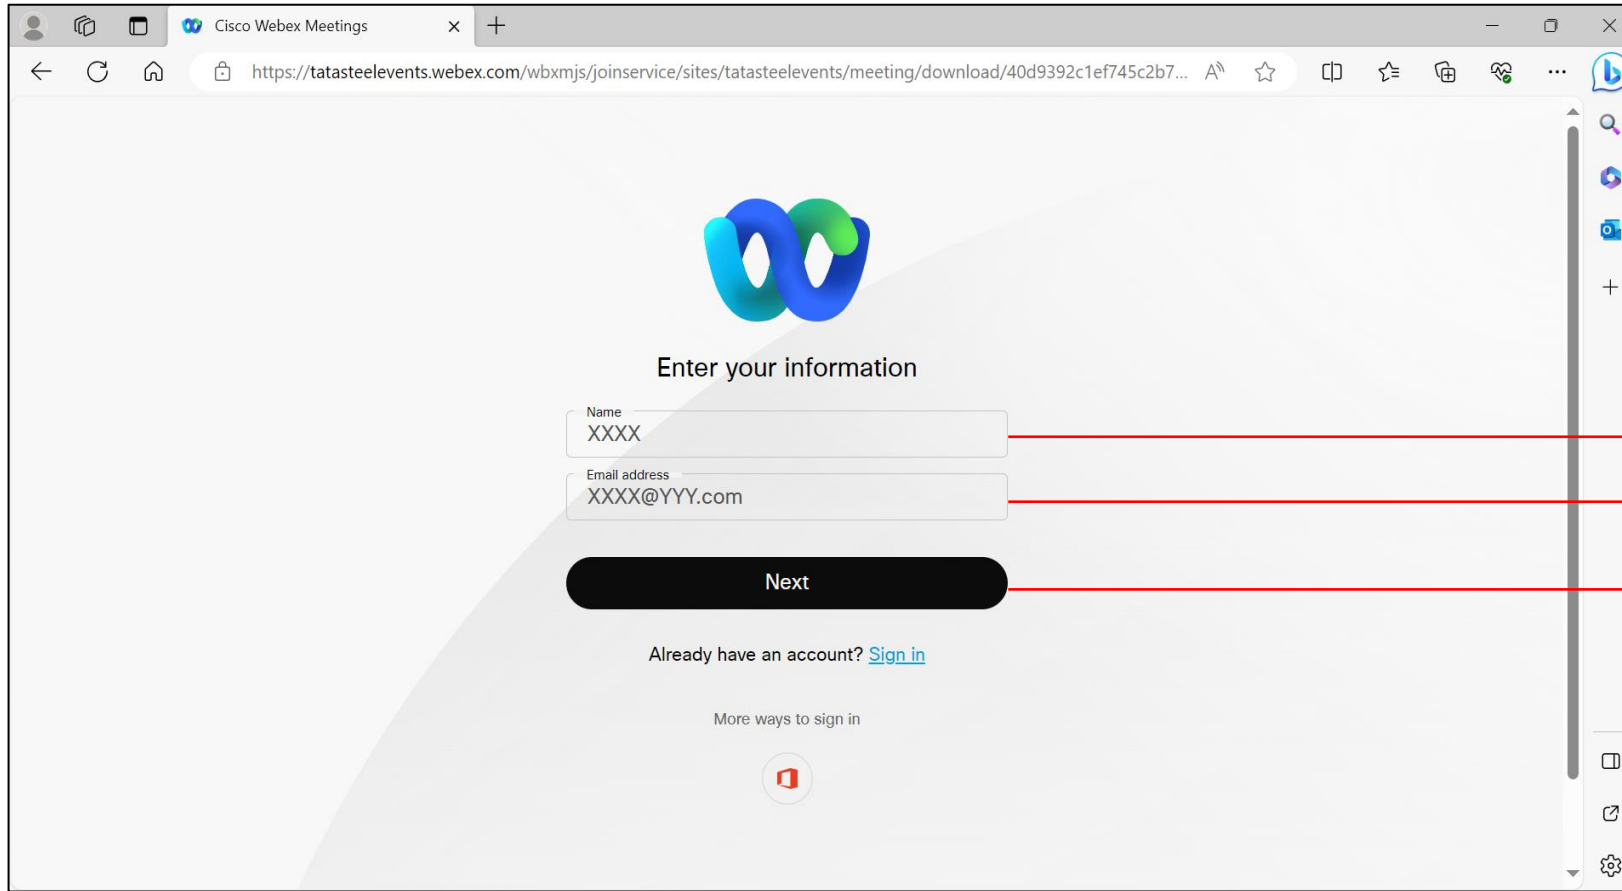 Cisco Webex Meetings
https://tatasteelevents.webex.com/wbxmjs/joinservice/sites/tatasteelevents/meeting/download/40d9392c1ef745c2b7...
Enter your information
Name
XXXX
Email address
XXXX@YYY.com
Next
Already have an account? Sign in
More ways to sign in